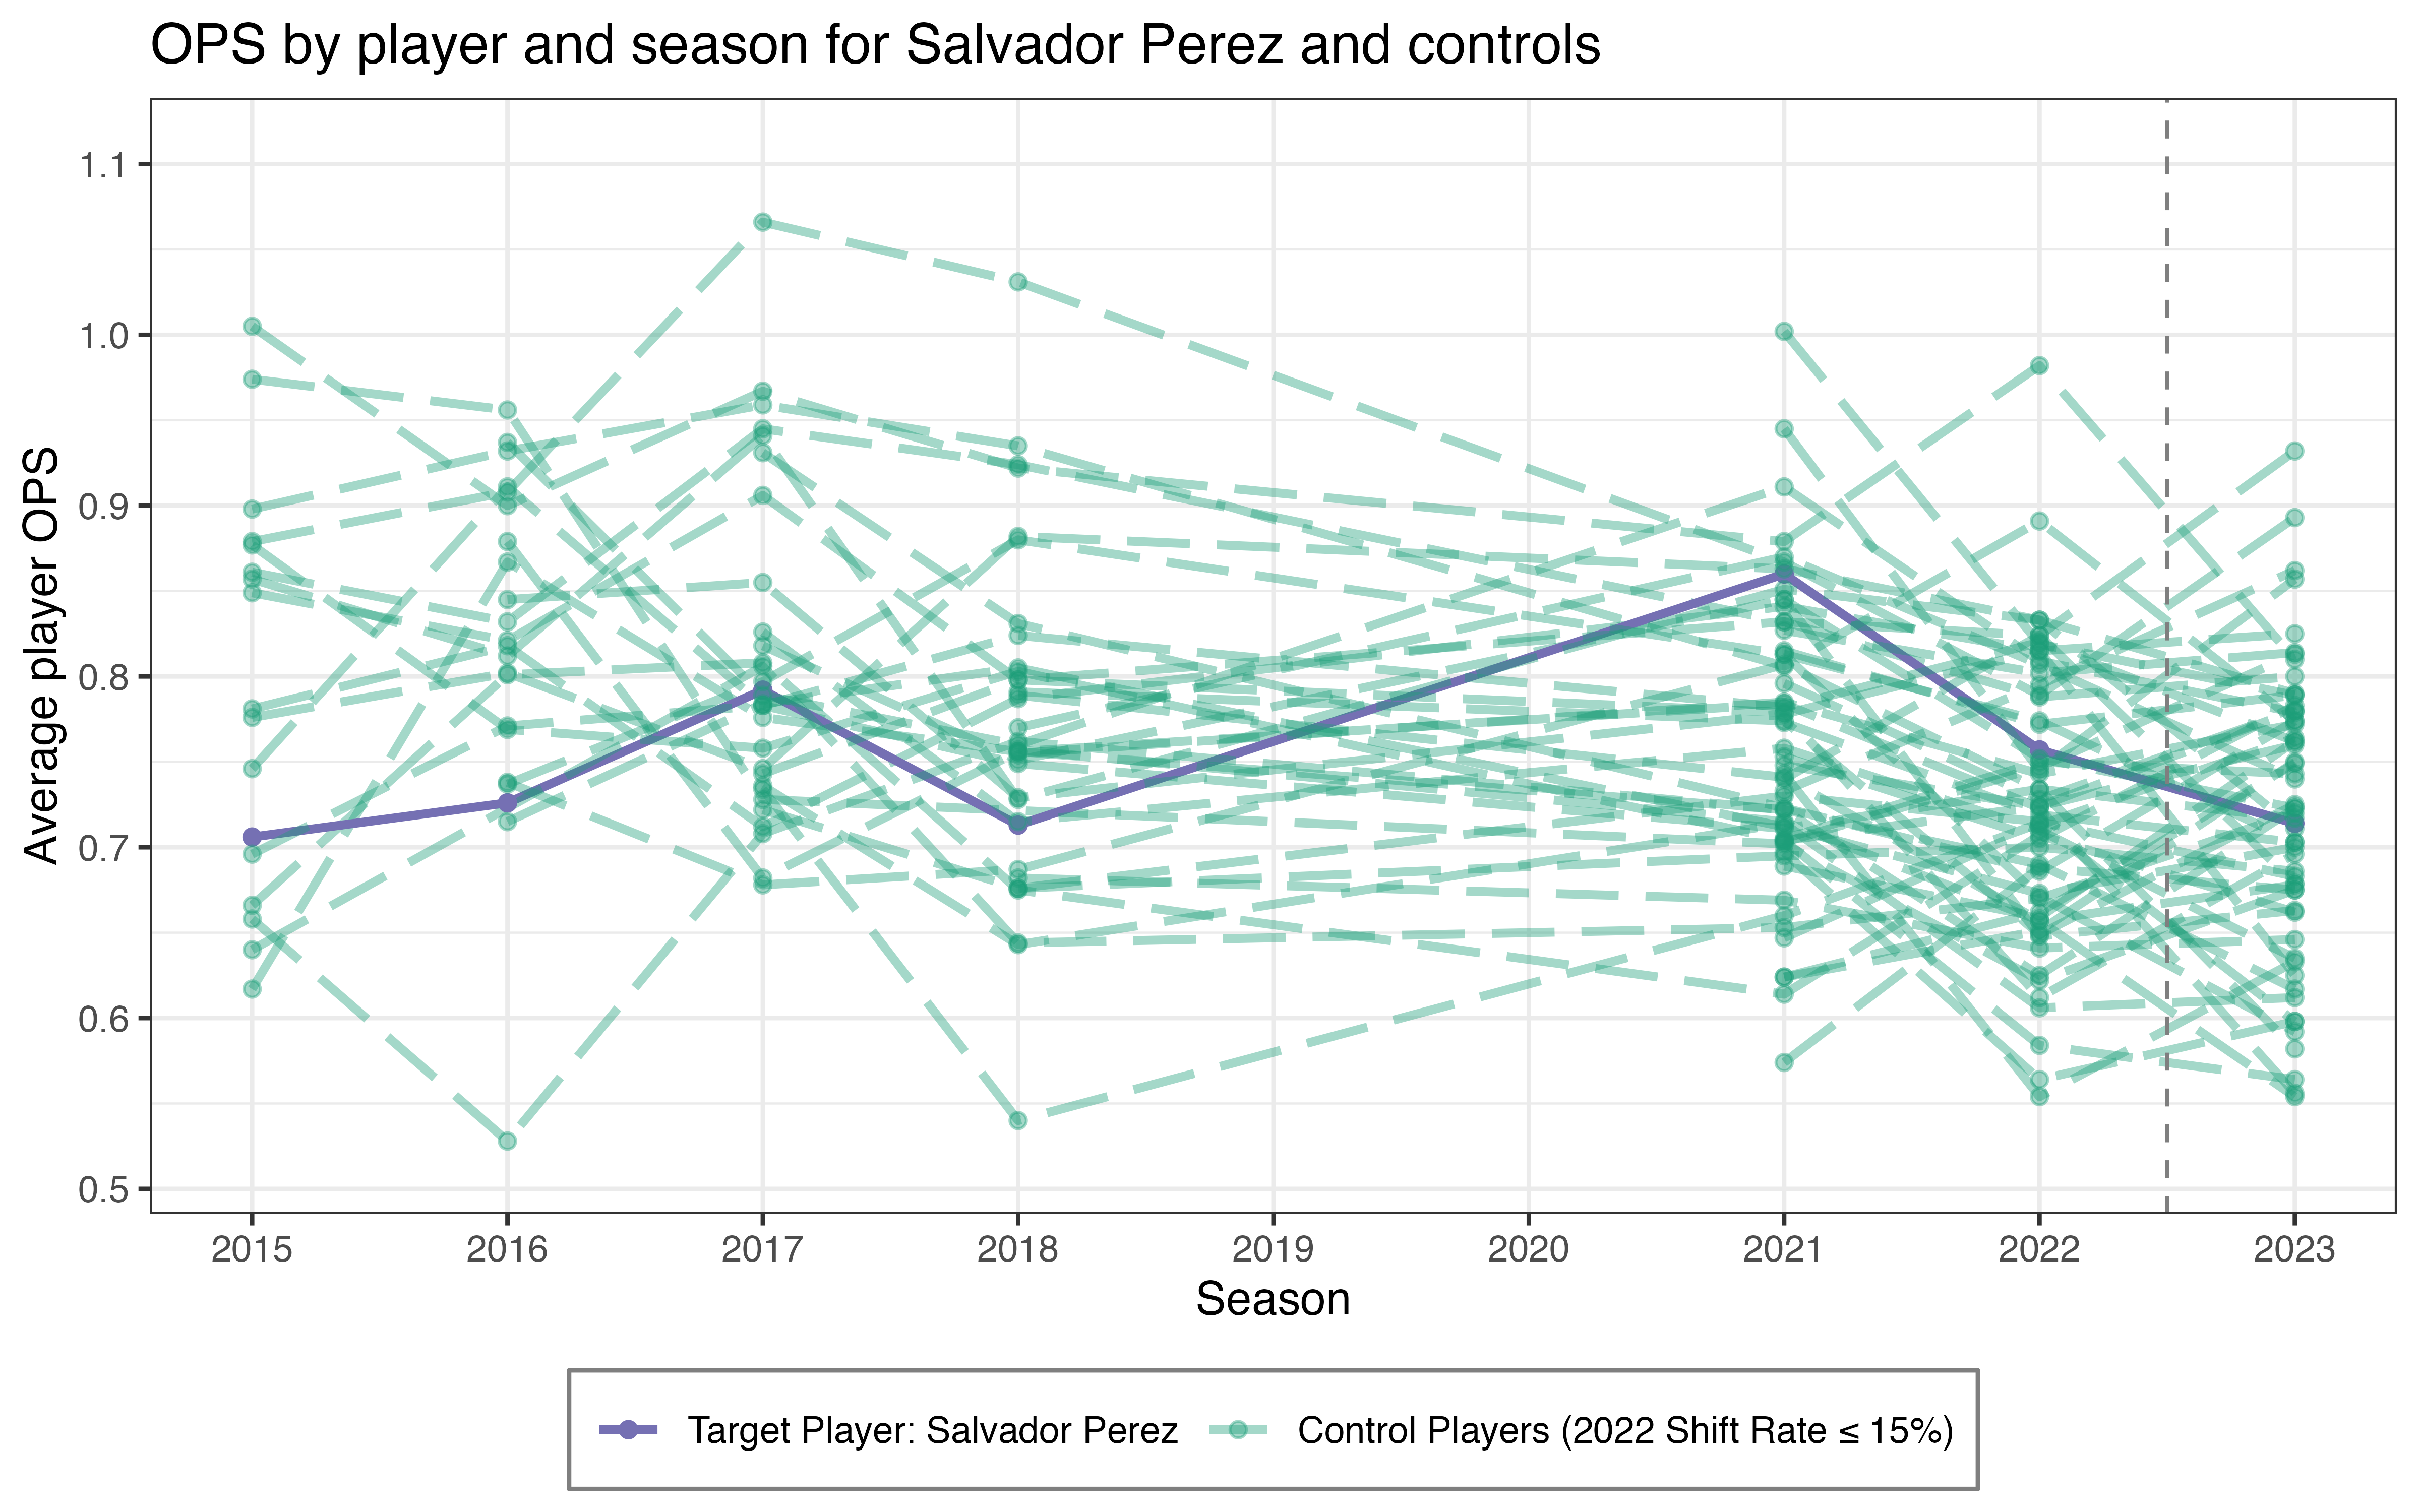 OPS by player and season for Salvador Perez and controls
Average player OPS
1.1
1.0
0.9
0.8
0.7
0.6
0.5
2015 2016 2017 2018 2019 2020 2021 2022 2023
Season
Target Player: Salvador Perez Control Players (2022 Shift Rate ≤ 15%)